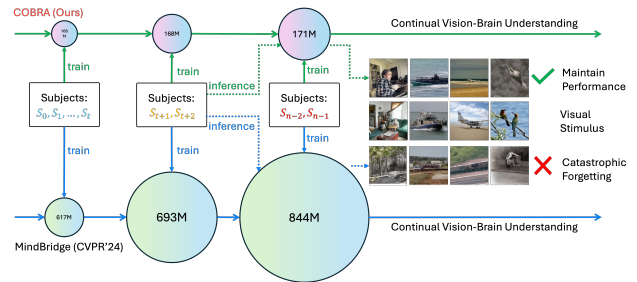 COBRA (Ours)
Continual Vision-Brain Understanding
168M
171M
train
train
train
inference
Maintain
Performance
Subjects:
S₀, S₁, …, Sₜ
Subjects:
Sₜ₊₁, Sₜ₊₂
Subjects:
Sₙ₋₂, Sₙ₋₁
Visual
Stimulus
inference
train
train
train
Catastrophic
Forgetting
617M
693M
844M
Continual Vision-Brain Understanding
MindBridge (CVPR'24)